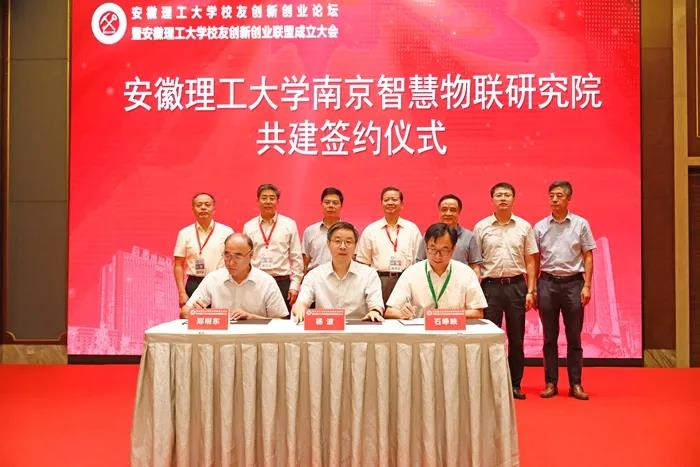 安徽理工大学校友创新创业论坛
暨安徽理工大学校友创新创业联盟成立大会
安徽理工大学南京智慧物联研究院
共建签约仪式
郑明东
杨波
石峥映